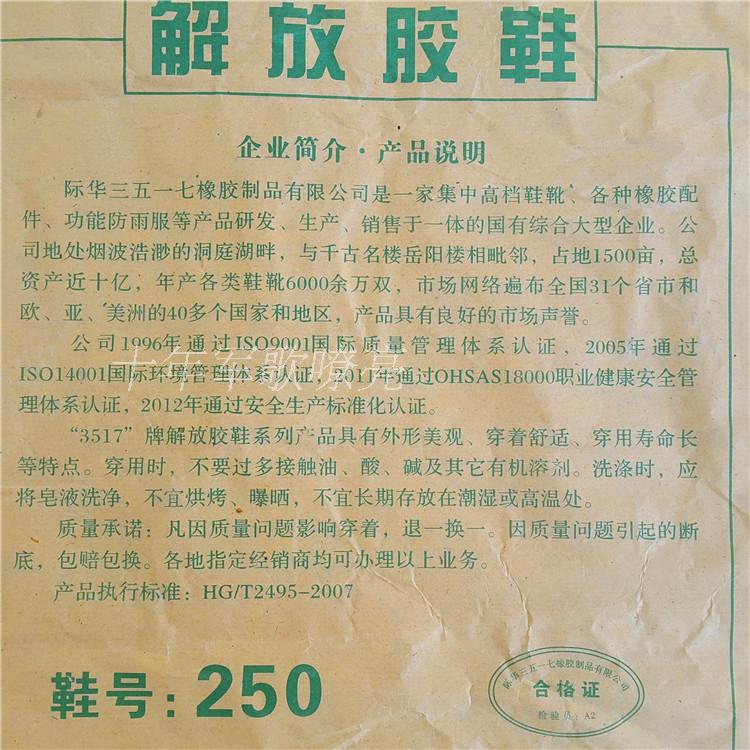 解放胶鞋
企业简介·产品说明
际华三五一七橡胶制品有限公司是一家集中高档鞋靴、各种橡胶配
件、功能防雨服等产品研发、生产、销售于一体的国有综合大型企业。公
司地处烟波浩渺的洞庭湖畔，与千古名楼岳阳楼相毗邻，占地1500亩，总
资产近十亿，年产各类鞋靴6000余万双，市场网络遍布全国31个省市和
欧、亚、美洲的40多个国家和地区，产品具有良好的市场声誉。
公司1996年通过ISO9001国际质量管理体系认证，2005年通过
ISO14001国际环境管理体系认证，2011年通过OHSAS18000职业健康安全管
理体系认证，2012年通过安全生产标准化认证。
十年军歌嘹亮
“3517”牌解放胶鞋系列产品具有外形美观、穿着舒适、穿用寿命长
等特点。穿用时，不要过多接触油、酸、碱及其它有机溶剂。洗涤时，应
将皂液洗净，不宜烘烤、曝晒，不宜长期存放在潮湿或高温处。
质量承诺：凡因质量问题影响穿着，退一换一。因质量问题引起的断
底，包赔包换。各地指定经销商均可办理以上业务。
产品执行标准：HG/T2495-2007
鞋号：250
际华三五一七橡胶制品有限公司
合格证
检验员：A2